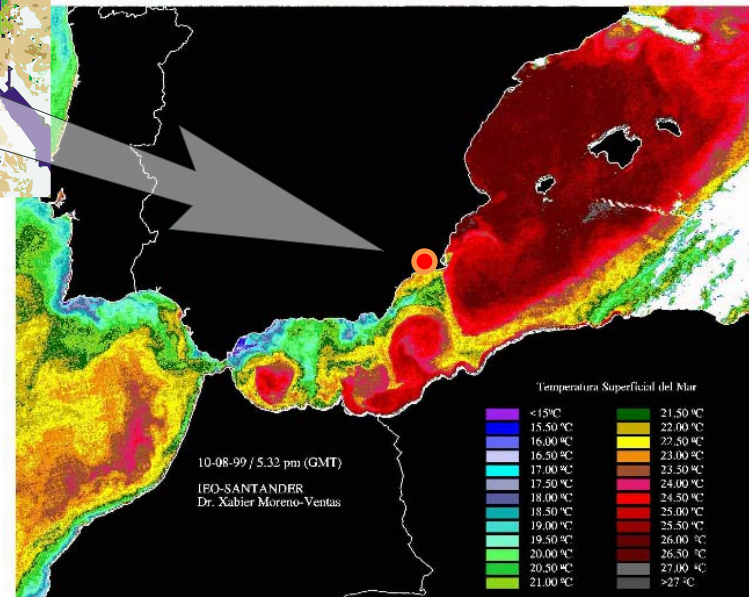 Temperatura Superficial del Mar
<15ºC
15.50 ºC
16.00 ºC
16.50 ºC
17.00 ºC
17.50 ºC
18.00 ºC
18.50 ºC
19.00 ºC
19.50 ºC
20.00 ºC
20.50 ºC
21.00 ºC
21.50 ºC
22.00 ºC
22.50 ºC
23.00 ºC
23.50 ºC
24.00 ºC
24.50 ºC
25.00 ºC
25.50 ºC
26.00 ºC
26.50 ºC
27.00 ºC
>27 ºC
10-08-99 / 5.32 pm (GMT)
IEO-SANTANDER
Dr. Xabier Moreno-Ventas